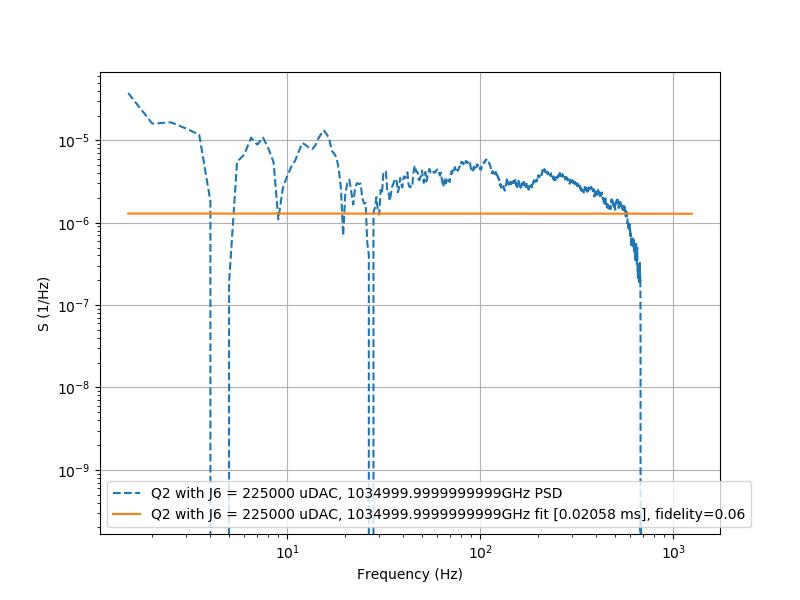 10⁻⁵
10⁻⁶
10⁻⁷
10⁻⁸
10⁻⁹
S (1/Hz)
Q2 with J6 = 225000 uDAC, 1034999.9999999999GHz PSD
Q2 with J6 = 225000 uDAC, 1034999.9999999999GHz fit [0.02058 ms], fidelity=0.06
10¹ 10² 10³
Frequency (Hz)